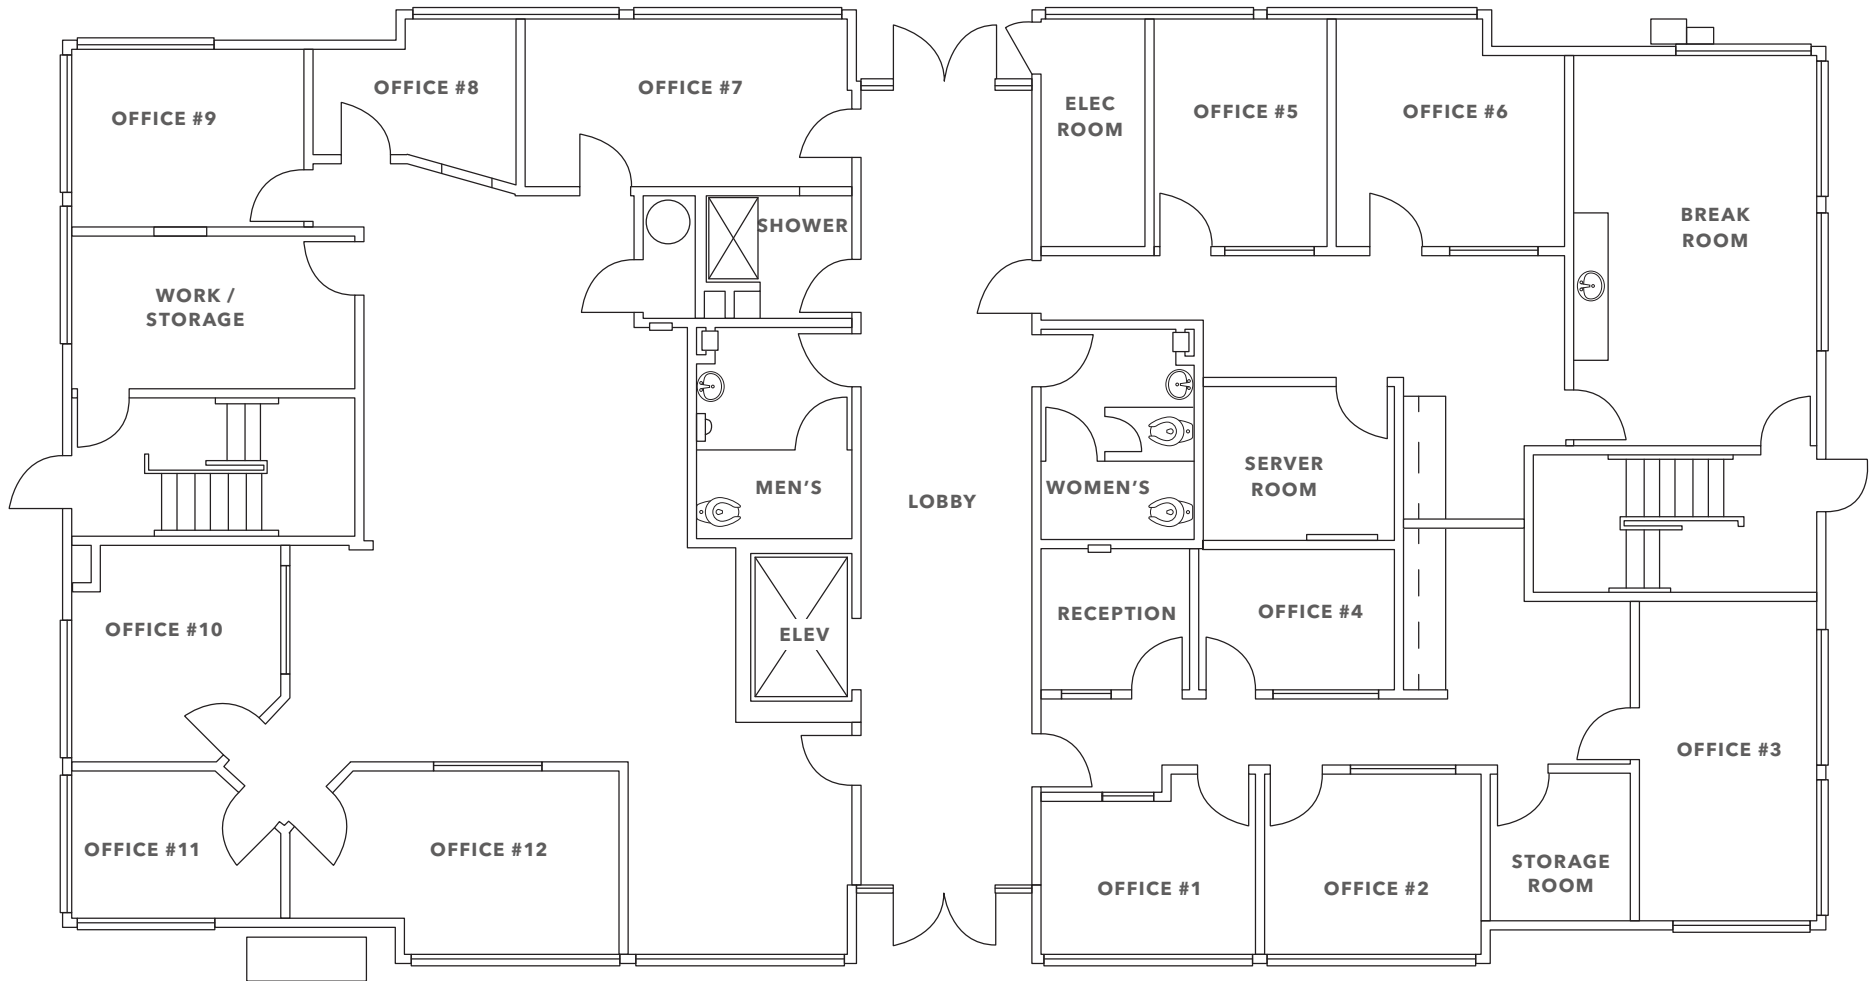 OFFICE #9
OFFICE #8
OFFICE #7
ELEC
ROOM
OFFICE #5
OFFICE #6
BREAK
ROOM
SHOWER
WORK /
STORAGE
MEN'S
LOBBY
WOMEN'S
SERVER
ROOM
OFFICE #10
ELEV
RECEPTION
OFFICE #4
OFFICE #3
OFFICE #11
OFFICE #12
OFFICE #1
OFFICE #2
STORAGE
ROOM